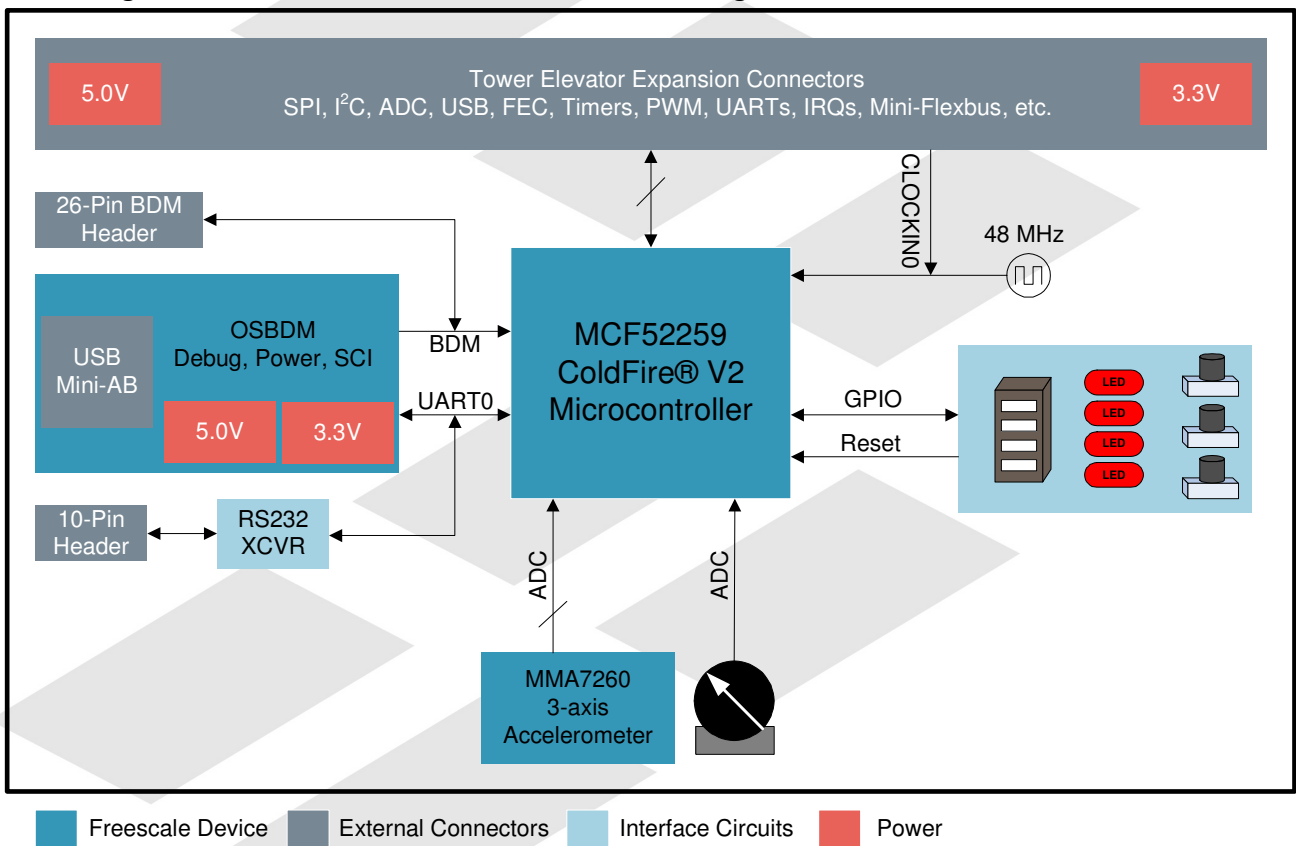 5.0V
Tower Elevator Expansion Connectors
SPI, I²C, ADC, USB, FEC, Timers, PWM, UARTs, IRQs, Mini-Flexbus, etc.
3.3V
CLOCKIN0
26-Pin BDM
Header
48 MHz
USB
Mini-AB
OSBDM
Debug, Power, SCI
5.0V
3.3V
BDM
UART0
MCF52259
ColdFire® V2
Microcontroller
GPIO
Reset
LED
LED
LED
LED
10-Pin
Header
RS232
XCVR
ADC
ADC
MMA7260
3-axis
Accelerometer
Freescale Device
External Connectors
Interface Circuits
Power